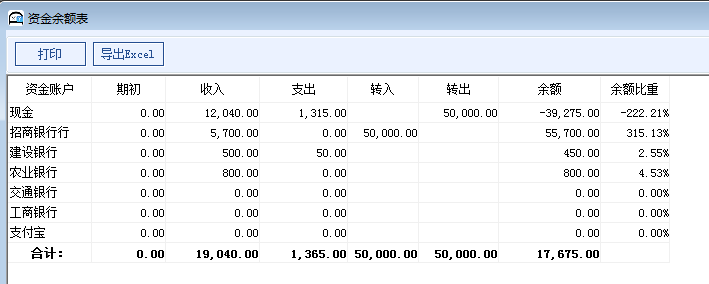 资金余额表
打印 导出Excel
资金账户 期初 收入 支出 转入 转出 余额 余额比重
现金 0.00 12,040.00 1,315.00 50,000.00 -39,275.00 -222.21%
招商银行行 0.00 5,700.00 0.00 50,000.00 55,700.00 315.13%
建设银行 0.00 500.00 50.00 450.00 2.55%
农业银行 0.00 800.00 0.00 800.00 4.53%
交通银行 0.00 0.00 0.00 0.00 0.00%
工商银行 0.00 0.00 0.00 0.00 0.00%
支付宝 0.00 0.00 0.00 0.00 0.00%
合计: 0.00 19,040.00 1,365.00 50,000.00 50,000.00 17,675.00